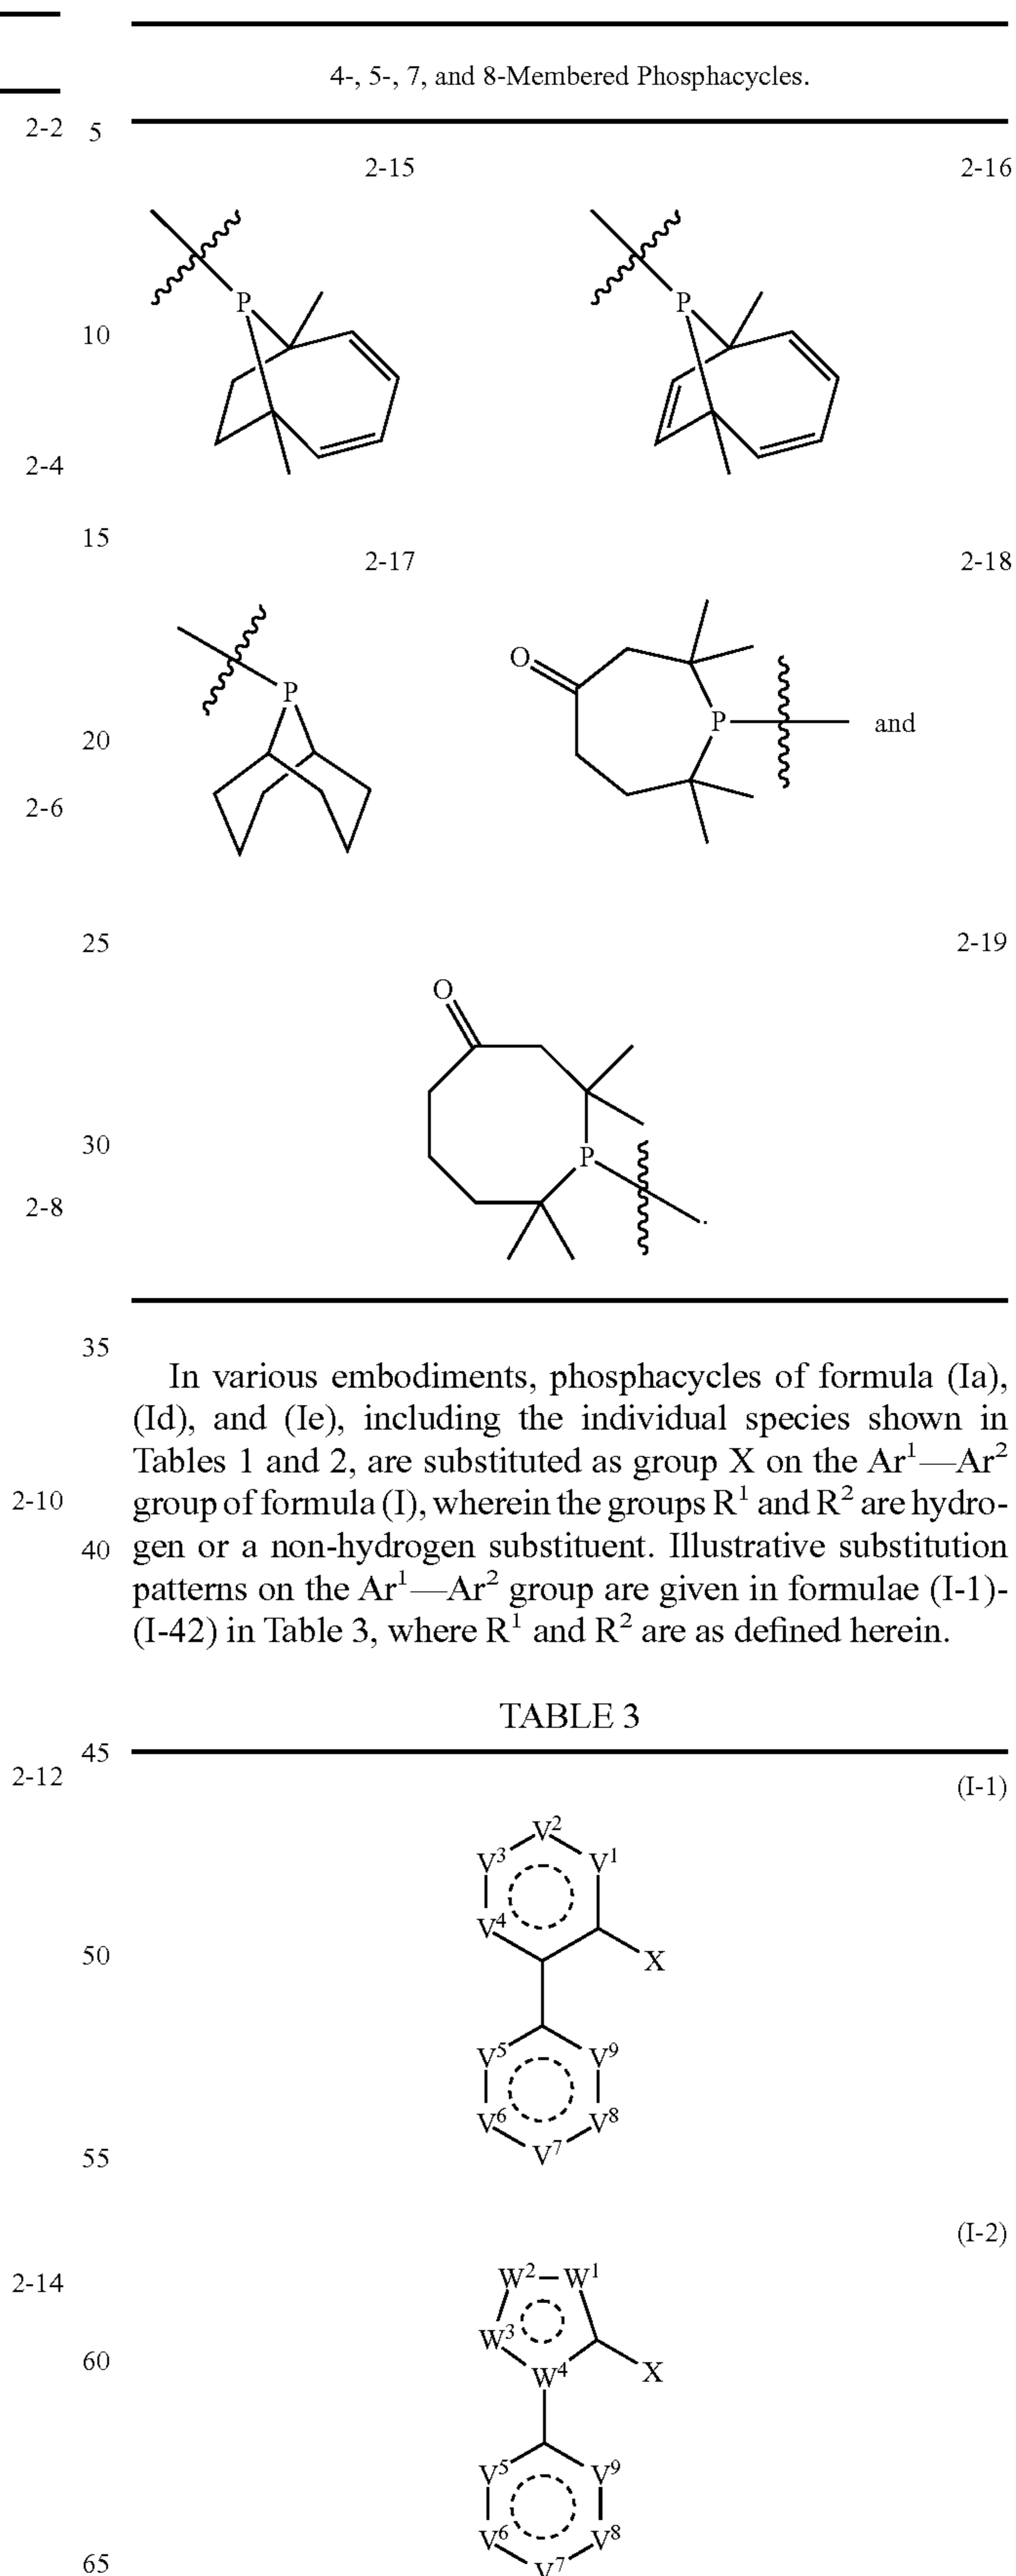 4-, 5-, 7, and 8-Membered Phosphacycles.
2-2
5
2-15
2-16
P
P
10
2-4
15
2-17
2-18
P
O
P
and
20
2-6
25
2-19
O
30
P
2-8
.
35
In various embodiments, phosphacycles of formula (Ia),
(Id), and (Ie), including the individual species shown in
Tables 1 and 2, are substituted as group X on the Ar¹—Ar²
2-10
group of formula (I), wherein the groups R¹ and R² are hydro-
40
gen or a non-hydrogen substituent. Illustrative substitution
patterns on the Ar¹—Ar² group are given in formulae (I-1)-
(I-42) in Table 3, where R¹ and R² are as defined herein.
TABLE 3
45
2-12
(I-1)
V²
V³
V¹
V⁴
50
X
V⁵
V⁹
V⁶
V⁸
V⁷
55
(I-2)
2-14
W²
W¹
W³
60
W⁴
X
V⁵
V⁹
V⁶
V⁸
V⁷
65